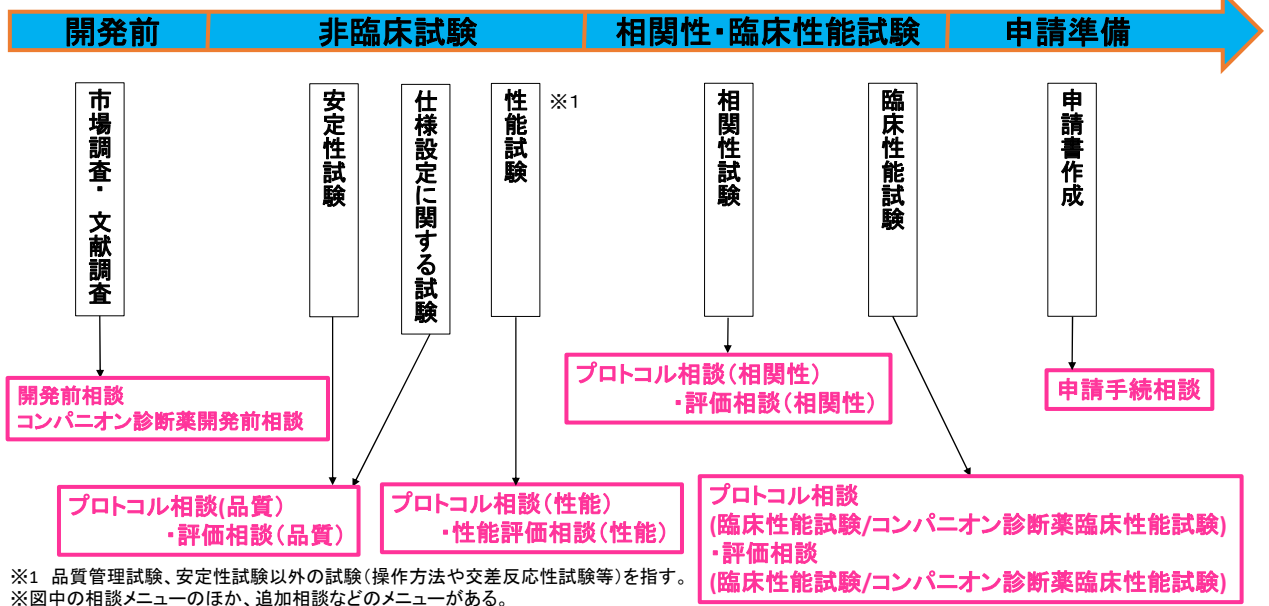 開発前
非臨床試験
相関性・臨床性能試験
申請準備
市場調査・文献調査
安定性試験
仕様設定に関する試験
性能試験
※1
相関性試験
臨床性能試験
申請書作成
開発前相談
コンパニオン診断薬開発前相談
プロトコル相談(品質)
・評価相談(品質)
プロトコル相談(性能)
・性能評価相談(性能)
プロトコル相談(相関性)
・評価相談(相関性)
プロトコル相談
(臨床性能試験/コンパニオン診断薬臨床性能試験)
・評価相談
(臨床性能試験/コンパニオン診断薬臨床性能試験)
申請手続相談
※1 品質管理試験、安定性試験以外の試験(操作方法や交差反応性試験等)を指す。
※図中の相談メニューのほか、追加相談などのメニューがある。